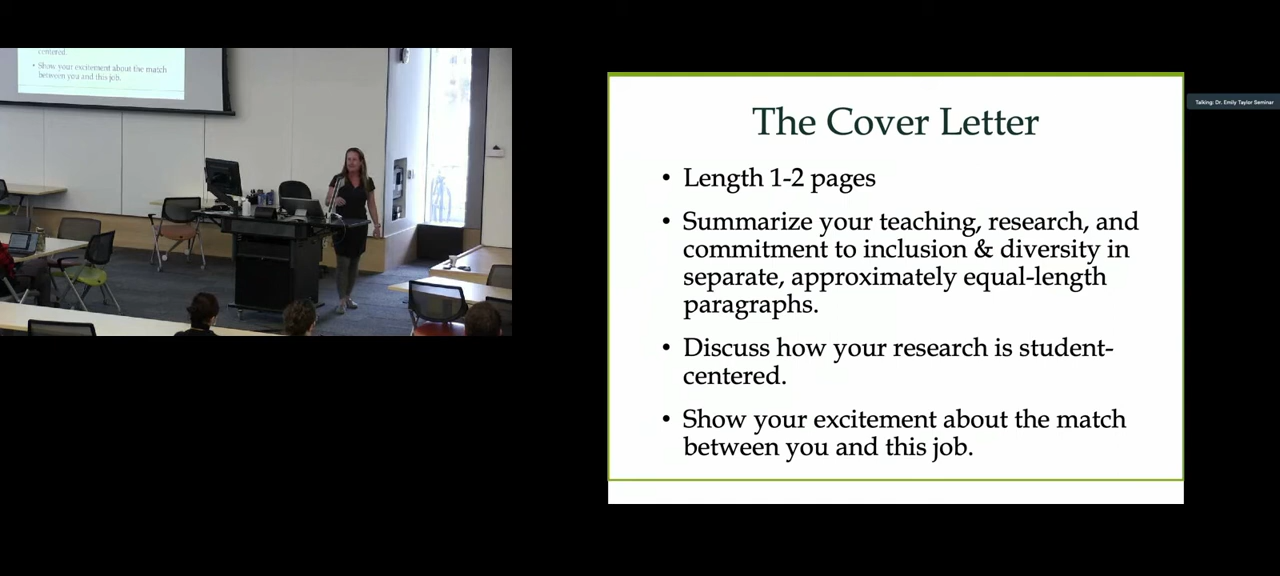 centered.
• Show your excitement about the match
between you and this job.
Talking: Dr. Emily Taylor Seminar
The Cover Letter
• Length 1-2 pages
• Summarize your teaching, research, and
commitment to inclusion & diversity in
separate, approximately equal-length
paragraphs.
• Discuss how your research is student-
centered.
• Show your excitement about the match
between you and this job.